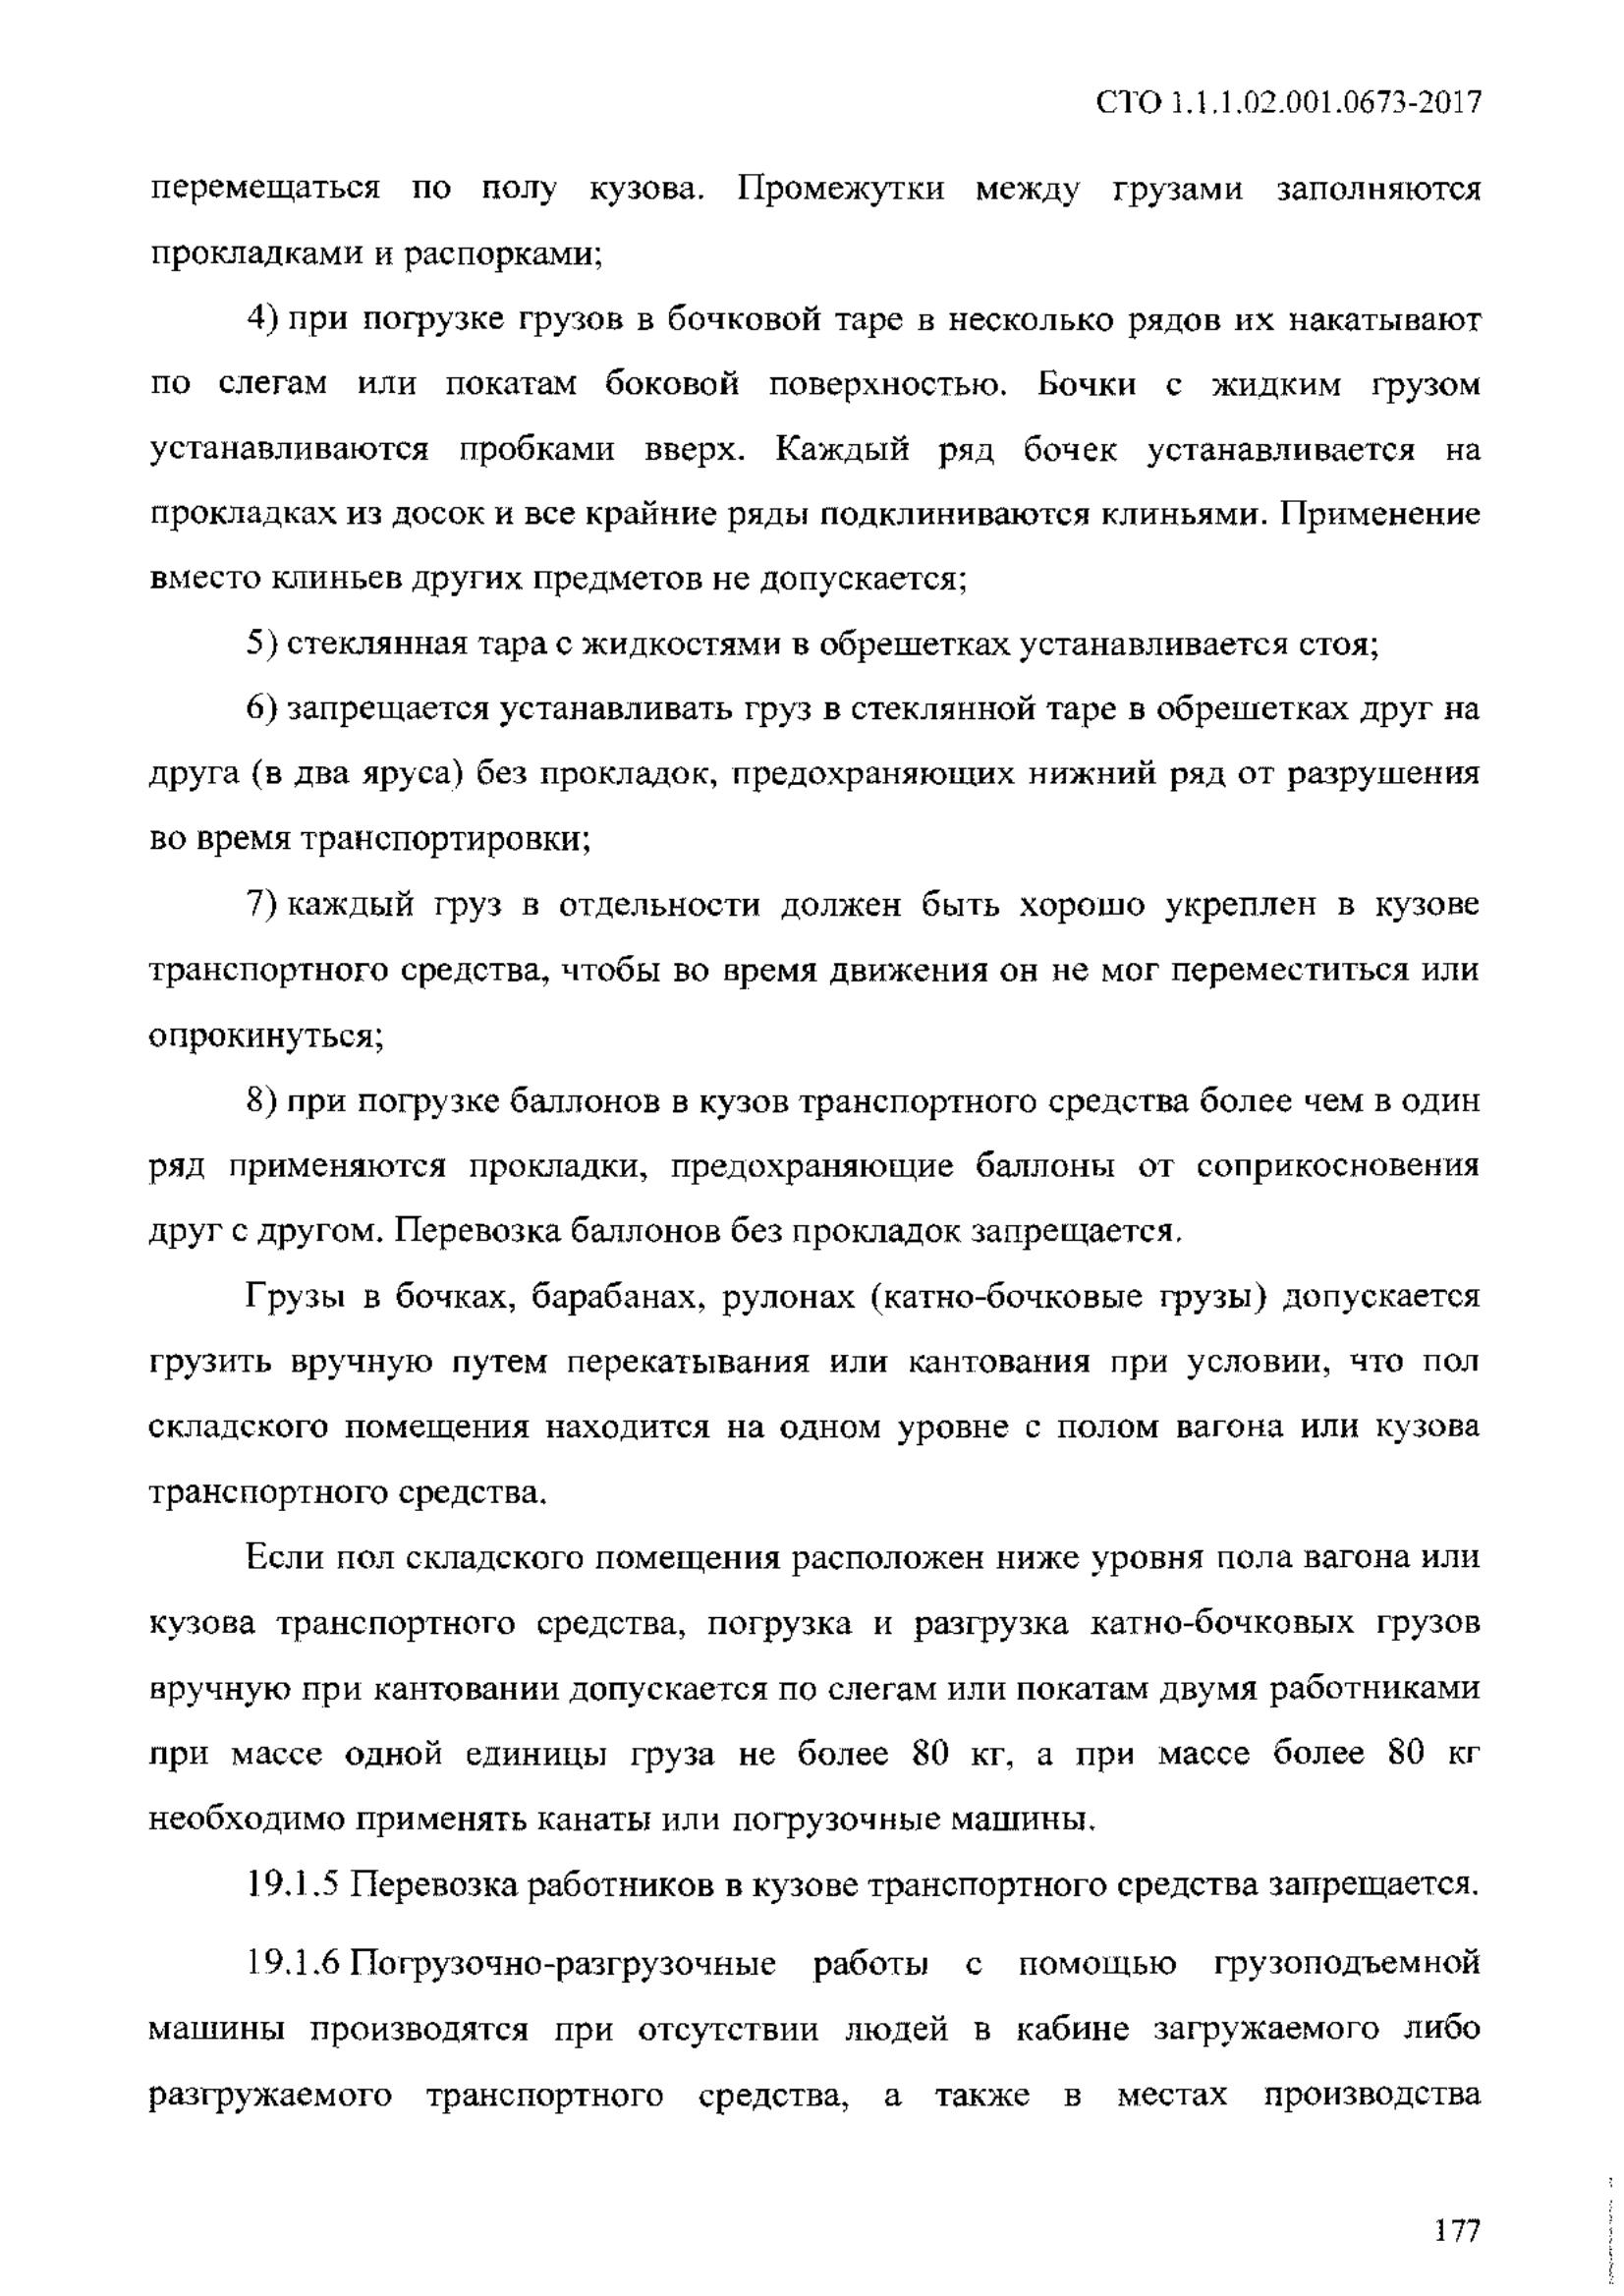 СТО 1.1.1.02.001.0673-2017
перемещаться по полу кузова. Промежутки между грузами заполняются
прокладками и распорками;
4) при погрузке грузов в бочковой таре в несколько рядов их накатывают
по слегам или покатам боковой поверхностью. Бочки с жидким грузом
устанавливаются пробками вверх. Каждый ряд бочек устанавливается на
прокладках из досок и все крайние ряды подклиниваются клиньями. Применение
вместо клиньев других предметов не допускается;
5) стеклянная тара с жидкостями в обрешетках устанавливается стоя;
6) запрещается устанавливать груз в стеклянной таре в обрешетках друг на
друга (в два яруса) без прокладок, предохраняющих нижний ряд от разрушения
во время транспортировки;
7) каждый груз в отдельности должен быть хорошо укреплен в кузове
транспортного средства, чтобы во время движения он не мог переместиться или
опрокинуться;
8) при погрузке баллонов в кузов транспортного средства более чем в один
ряд применяются прокладки, предохраняющие баллоны от соприкосновения
друг с другом. Перевозка баллонов без прокладок запрещается.
Грузы в бочках, барабанах, рулонах (катно-бочковые грузы) допускается
грузить вручную путем перекатывания или кантования при условии, что пол
складского помещения находится на одном уровне с полом вагона или кузова
транспортного средства.
Если пол складского помещения расположен ниже уровня пола вагона или
кузова транспортного средства, погрузка и разгрузка катно-бочковых грузов
вручную при кантовании допускается по слегам или покатам двумя работниками
при массе одной единицы груза не более 80 кг, а при массе более 80 кг
необходимо применять канаты или погрузочные машины.
19.1.5 Перевозка работников в кузове транспортного средства запрещается.
19.1.6 Погрузочно-разгрузочные работы с помощью грузоподъемной
машины производятся при отсутствии людей в кабине загружаемого либо
разгружаемого транспортного средства, а также в местах производства
177